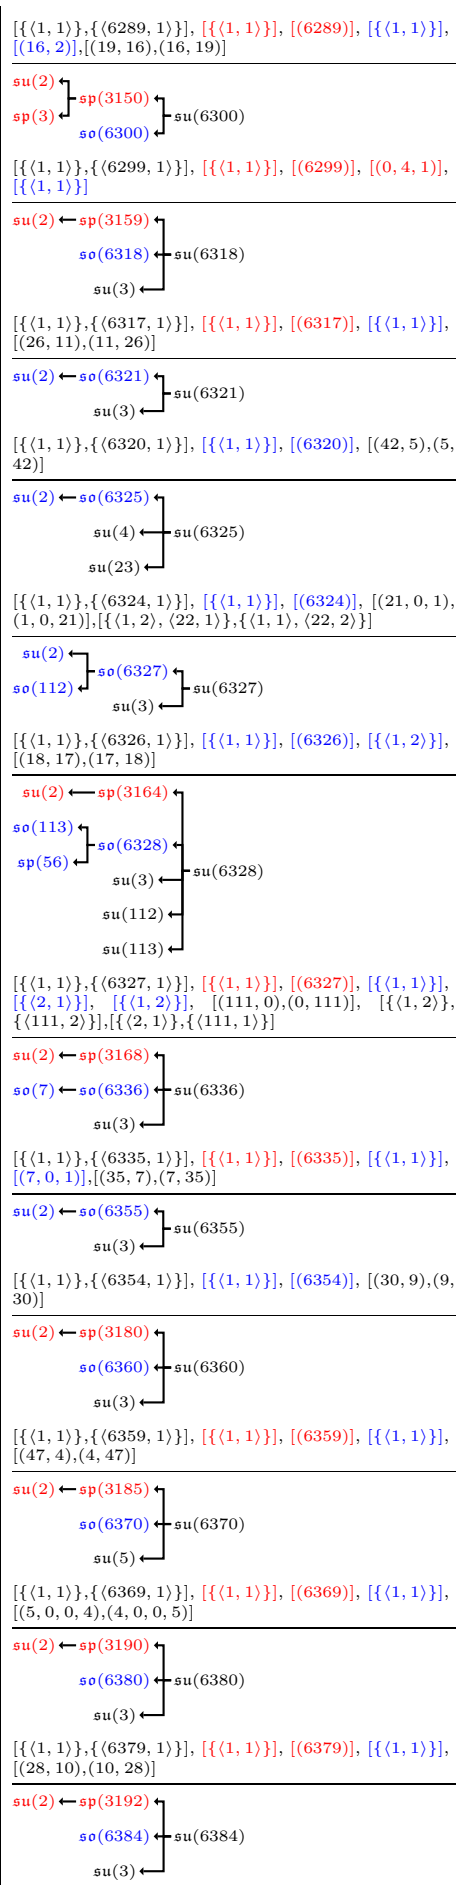 [{⟨1, 1⟩},{⟨6289, 1⟩}], [{⟨1, 1⟩}], [(6289)], [{⟨1, 1⟩}],
[(16, 2)],[(19, 16),(16, 19)]
𝔰𝔲(2)
𝔰𝔭(3150)
𝔰𝔭(3)
𝔰𝔲(6300)
𝔰𝔬(6300)
[{⟨1, 1⟩},{⟨6299, 1⟩}], [{⟨1, 1⟩}], [(6299)], [(0, 4, 1)],
[{⟨1, 1⟩}]
𝔰𝔲(2) 𝔰𝔭(3159)
𝔰𝔬(6318) 𝔰𝔲(6318)
𝔰𝔲(3)
[{⟨1, 1⟩},{⟨6317, 1⟩}], [{⟨1, 1⟩}], [(6317)], [{⟨1, 1⟩}],
[(26, 11),(11, 26)]
𝔰𝔲(2) 𝔰𝔬(6321)
𝔰𝔲(6321)
𝔰𝔲(3)
[{⟨1, 1⟩},{⟨6320, 1⟩}], [{⟨1, 1⟩}], [(6320)], [(42, 5),(5,
42)]
𝔰𝔲(2) 𝔰𝔬(6325)
𝔰𝔲(4) 𝔰𝔲(6325)
𝔰𝔲(23)
[{⟨1, 1⟩},{⟨6324, 1⟩}], [{⟨1, 1⟩}], [(6324)], [(21, 0, 1),
(1, 0, 21)],[{⟨1, 2⟩, ⟨22, 1⟩},{⟨1, 1⟩, ⟨22, 2⟩}]
𝔰𝔲(2)
𝔰𝔬(6327)
𝔰𝔬(112) 𝔰𝔲(6327)
𝔰𝔲(3)
[{⟨1, 1⟩},{⟨6326, 1⟩}], [{⟨1, 1⟩}], [(6326)], [{⟨1, 2⟩}],
[(18, 17),(17, 18)]
𝔰𝔲(2) 𝔰𝔭(3164)
𝔰𝔬(113)
𝔰𝔬(6328)
𝔰𝔭(56)
𝔰𝔲(6328)
𝔰𝔲(3)
𝔰𝔲(112)
𝔰𝔲(113)
[{⟨1, 1⟩},{⟨6327, 1⟩}], [{⟨1, 1⟩}], [(6327)], [{⟨1, 1⟩}],
[{⟨2, 1⟩}], [{⟨1, 2⟩}], [(111, 0),(0, 111)], [{⟨1, 2⟩},
{⟨111, 2⟩}],[{⟨2, 1⟩},{⟨111, 1⟩}]
𝔰𝔲(2) 𝔰𝔭(3168)
𝔰𝔬(7) 𝔰𝔬(6336) 𝔰𝔲(6336)
𝔰𝔲(3)
[{⟨1, 1⟩},{⟨6335, 1⟩}], [{⟨1, 1⟩}], [(6335)], [{⟨1, 1⟩}],
[(7, 0, 1)],[(35, 7),(7, 35)]
𝔰𝔲(2) 𝔰𝔬(6355)
𝔰𝔲(6355)
𝔰𝔲(3)
[{⟨1, 1⟩},{⟨6354, 1⟩}], [{⟨1, 1⟩}], [(6354)], [(30, 9),(9,
30)]
𝔰𝔲(2) 𝔰𝔭(3180)
𝔰𝔬(6360) 𝔰𝔲(6360)
𝔰𝔲(3)
[{⟨1, 1⟩},{⟨6359, 1⟩}], [{⟨1, 1⟩}], [(6359)], [{⟨1, 1⟩}],
[(47, 4),(4, 47)]
𝔰𝔲(2) 𝔰𝔭(3185)
𝔰𝔬(6370) 𝔰𝔲(6370)
𝔰𝔲(5)
[{⟨1, 1⟩},{⟨6369, 1⟩}], [{⟨1, 1⟩}], [(6369)], [{⟨1, 1⟩}],
[(5, 0, 0, 4),(4, 0, 0, 5)]
𝔰𝔲(2) 𝔰𝔭(3190)
𝔰𝔬(6380) 𝔰𝔲(6380)
𝔰𝔲(3)
[{⟨1, 1⟩},{⟨6379, 1⟩}], [{⟨1, 1⟩}], [(6379)], [{⟨1, 1⟩}],
[(28, 10),(10, 28)]
𝔰𝔲(2) 𝔰𝔭(3192)
𝔰𝔬(6384) 𝔰𝔲(6384)
𝔰𝔲(3)